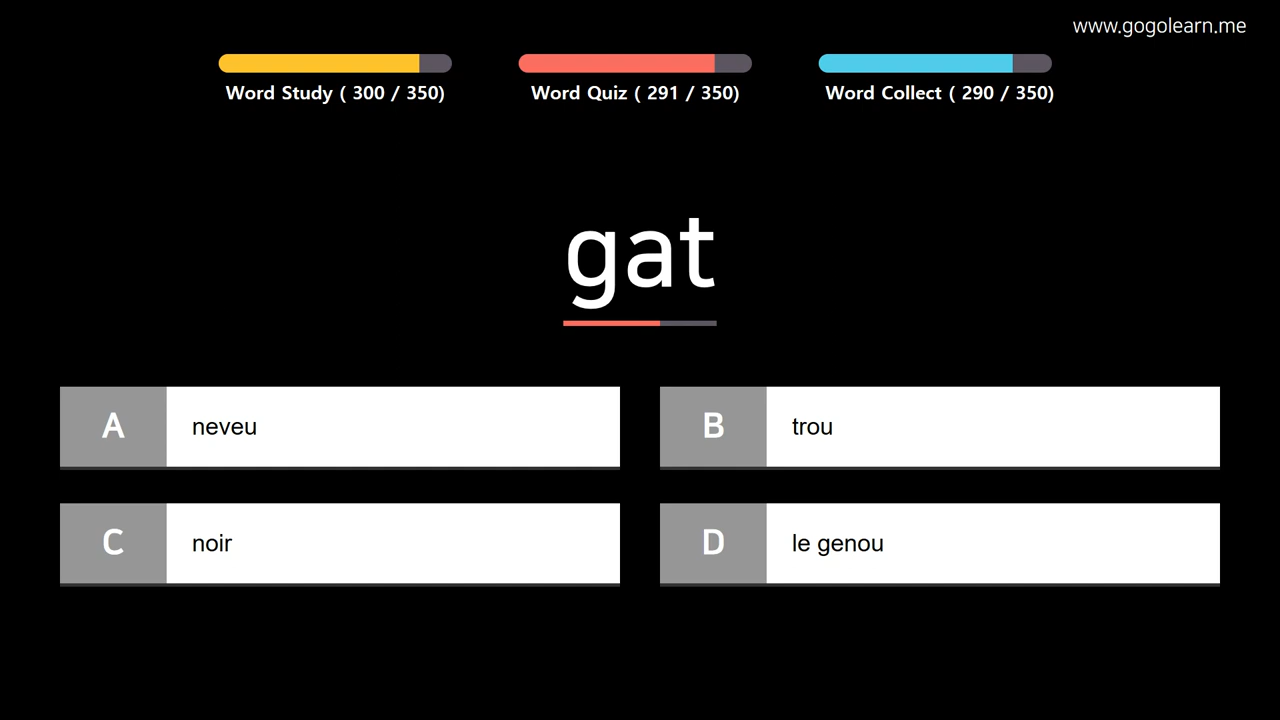 www.gogolearn.me
Word Study ( 300 / 350)
Word Quiz ( 291 / 350)
Word Collect ( 290 / 350)
gat
A neveu
B trou
C noir
D le genou